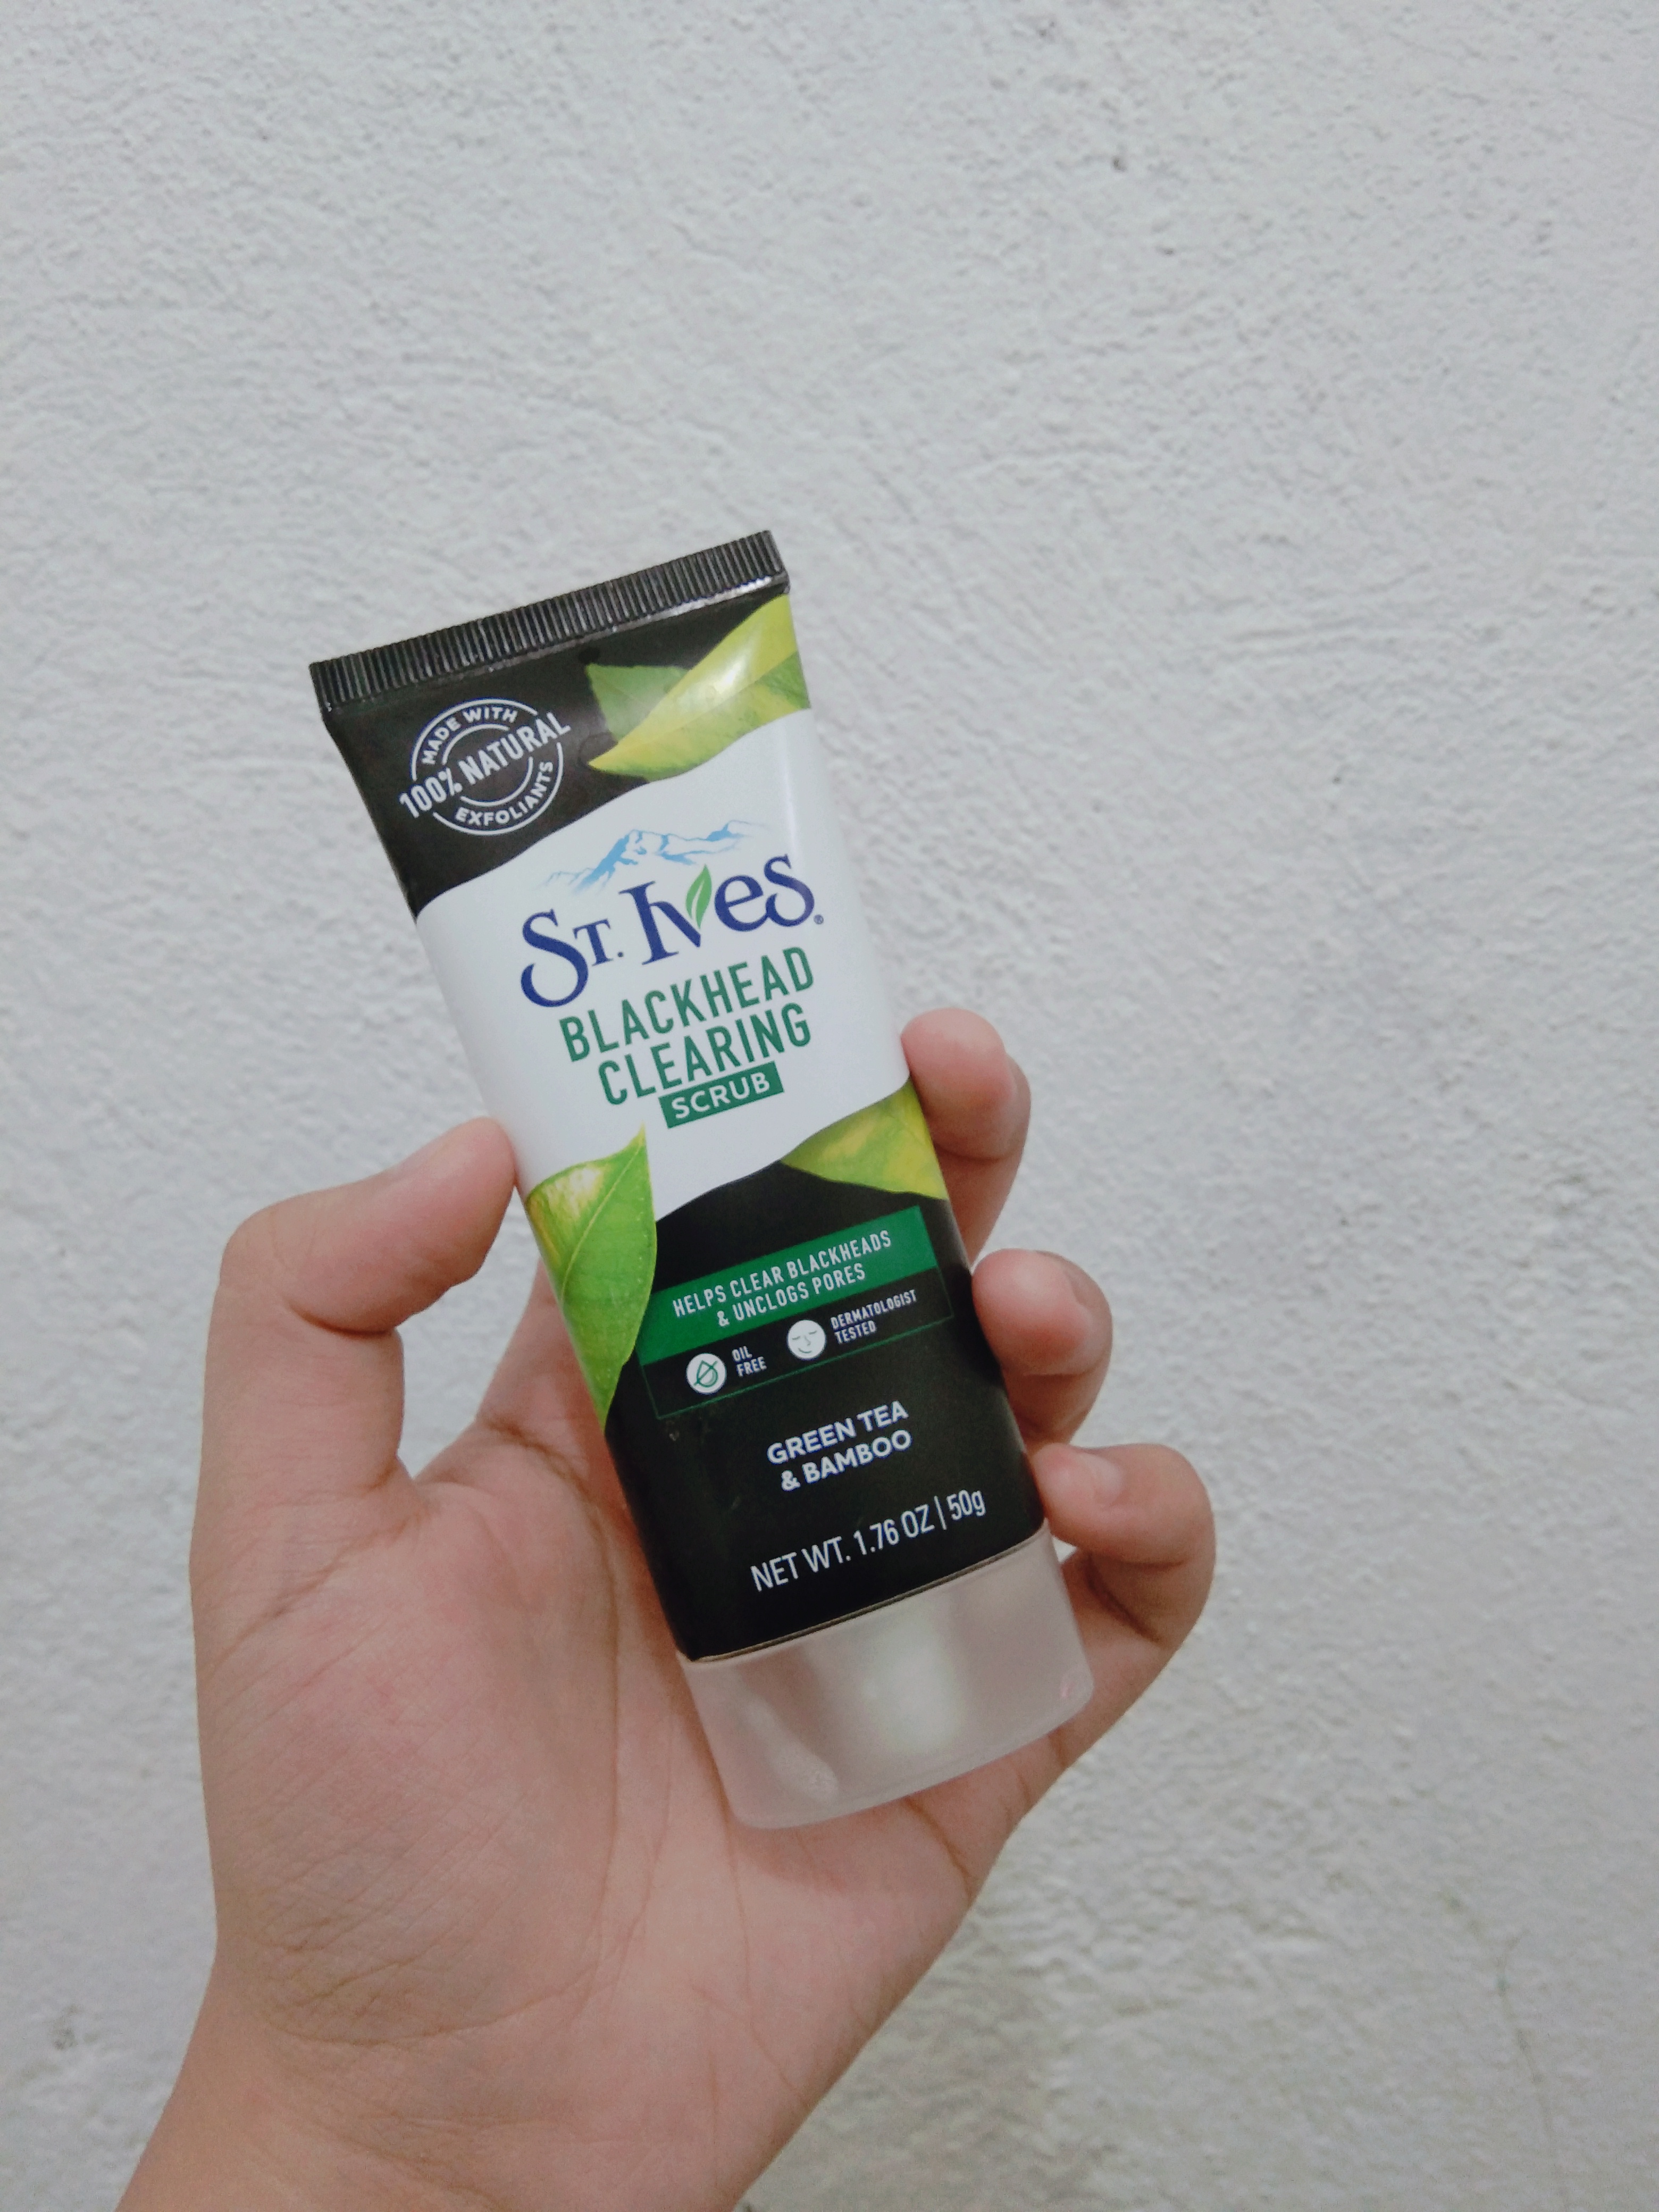 MADE WITH
100% NATURAL
EXFOLIANTS
ST. IVES®
BLACKHEAD
CLEARING
SCRUB
HELPS CLEAR BLACKHEADS
& UNCLOGS PORES
OIL
FREE
DERMATOLOGIST
TESTED
GREEN TEA
& BAMBOO
NET WT. 1.76 OZ | 50g